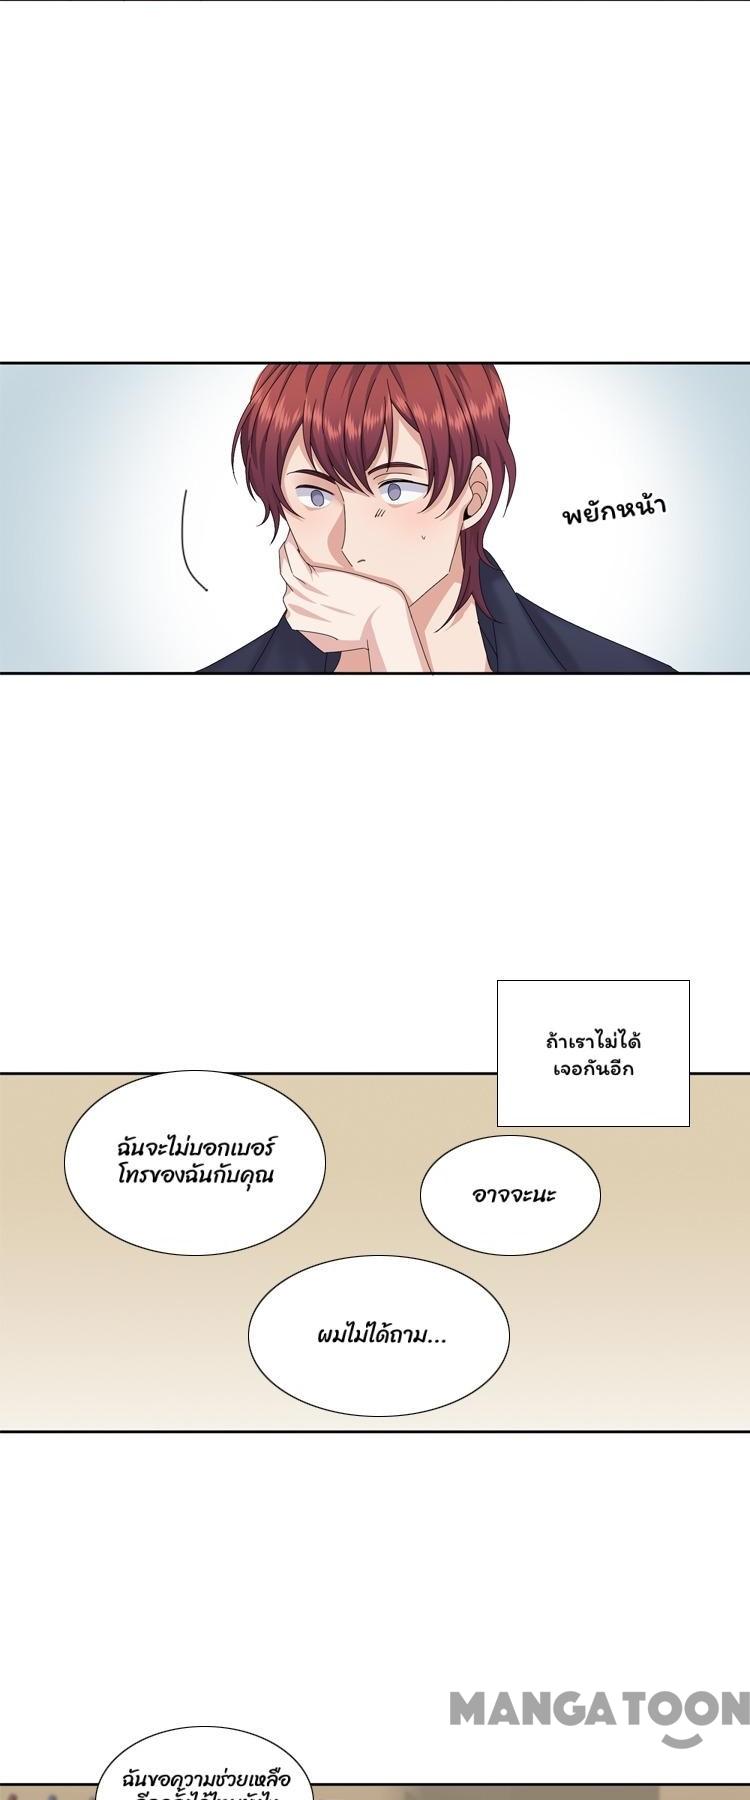 พยักหน้า
ถ้าเราไม่ได้
เจอกันอีก
ฉันจะไม่บอกเบอร์
โทรของฉันกับคุณ
อาจจะนะ
ผมไม่ได้ถาม...
MANGATOON
ฉันขอความช่วยเหลือ